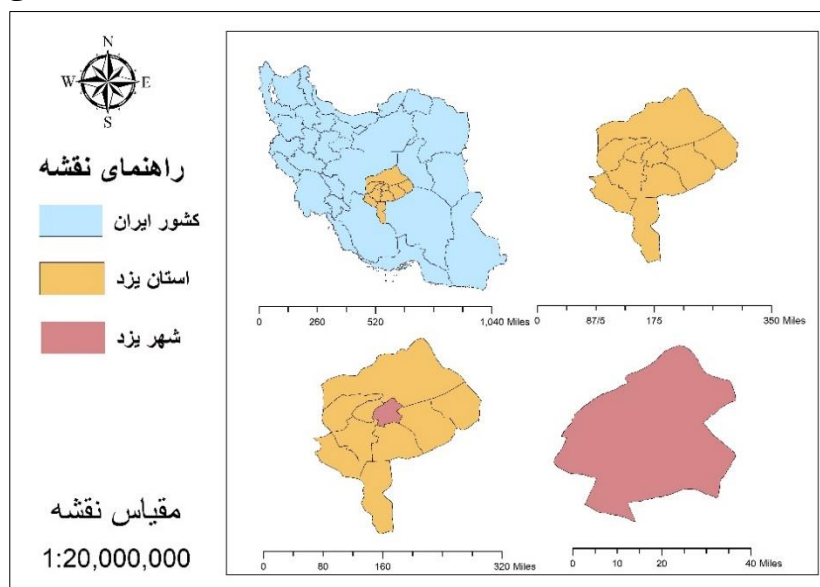 N
W E
S
راهنمای نقشه
کشور ایران
استان یزد
شهر یزد
مقیاس نقشه
1:20,000,000
0 260 520 1,040 Miles
0 87/5 175 350 Miles
0 80 160 320 Miles
0 10 20 40 Miles